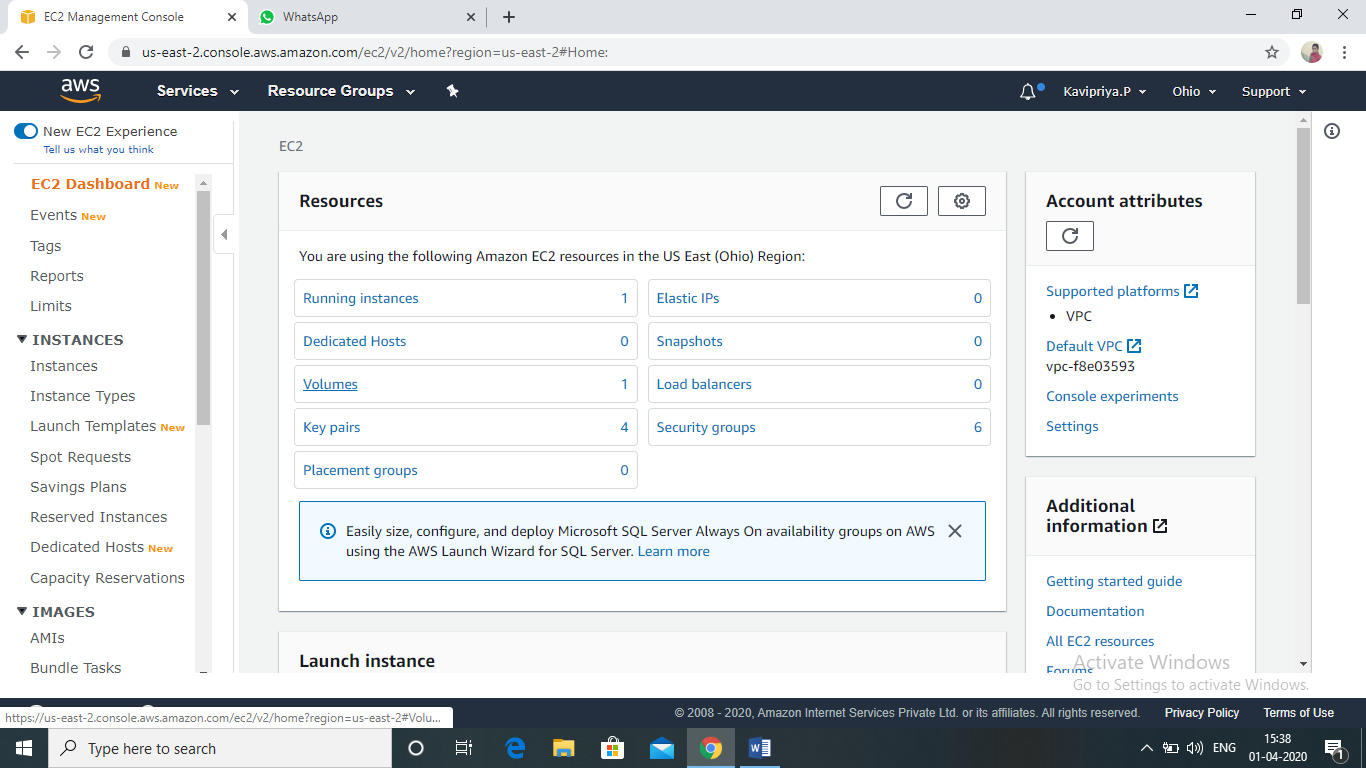 EC2 Management Console
WhatsApp
us-east-2.console.aws.amazon.com/ec2/v2/home?region=us-east-2#Home:
aws
Services
Resource Groups
Kavipriya.P
Ohio
Support
New EC2 Experience
Tell us what you think
EC2 Dashboard New
Events New
Tags
Reports
Limits
INSTANCES
Instances
Instance Types
Launch Templates New
Spot Requests
Savings Plans
Reserved Instances
Dedicated Hosts New
Capacity Reservations
IMAGES
AMIs
Bundle Tasks
EC2
Resources
You are using the following Amazon EC2 resources in the US East (Ohio) Region:
Running instances 1
Elastic IPs 0
Dedicated Hosts 0
Snapshots 0
Volumes 1
Load balancers 0
Key pairs 4
Security groups 6
Placement groups 0
Easily size, configure, and deploy Microsoft SQL Server Always On availability groups on AWS
using the AWS Launch Wizard for SQL Server. Learn more
Launch instance
Account attributes
Supported platforms
• VPC
Default VPC
vpc-f8e03593
Console experiments
Settings
Additional
information
Getting started guide
Documentation
All EC2 resources
Forums
Activate Windows
Go to Settings to activate Windows.
https://us-east-2.console.aws.amazon.com/ec2/v2/home?region=us-east-2#Volu...
© 2008 - 2020, Amazon Internet Services Private Ltd. or its affiliates. All rights reserved.
Privacy Policy
Terms of Use
Type here to search
ENG
15:38
01-04-2020
1